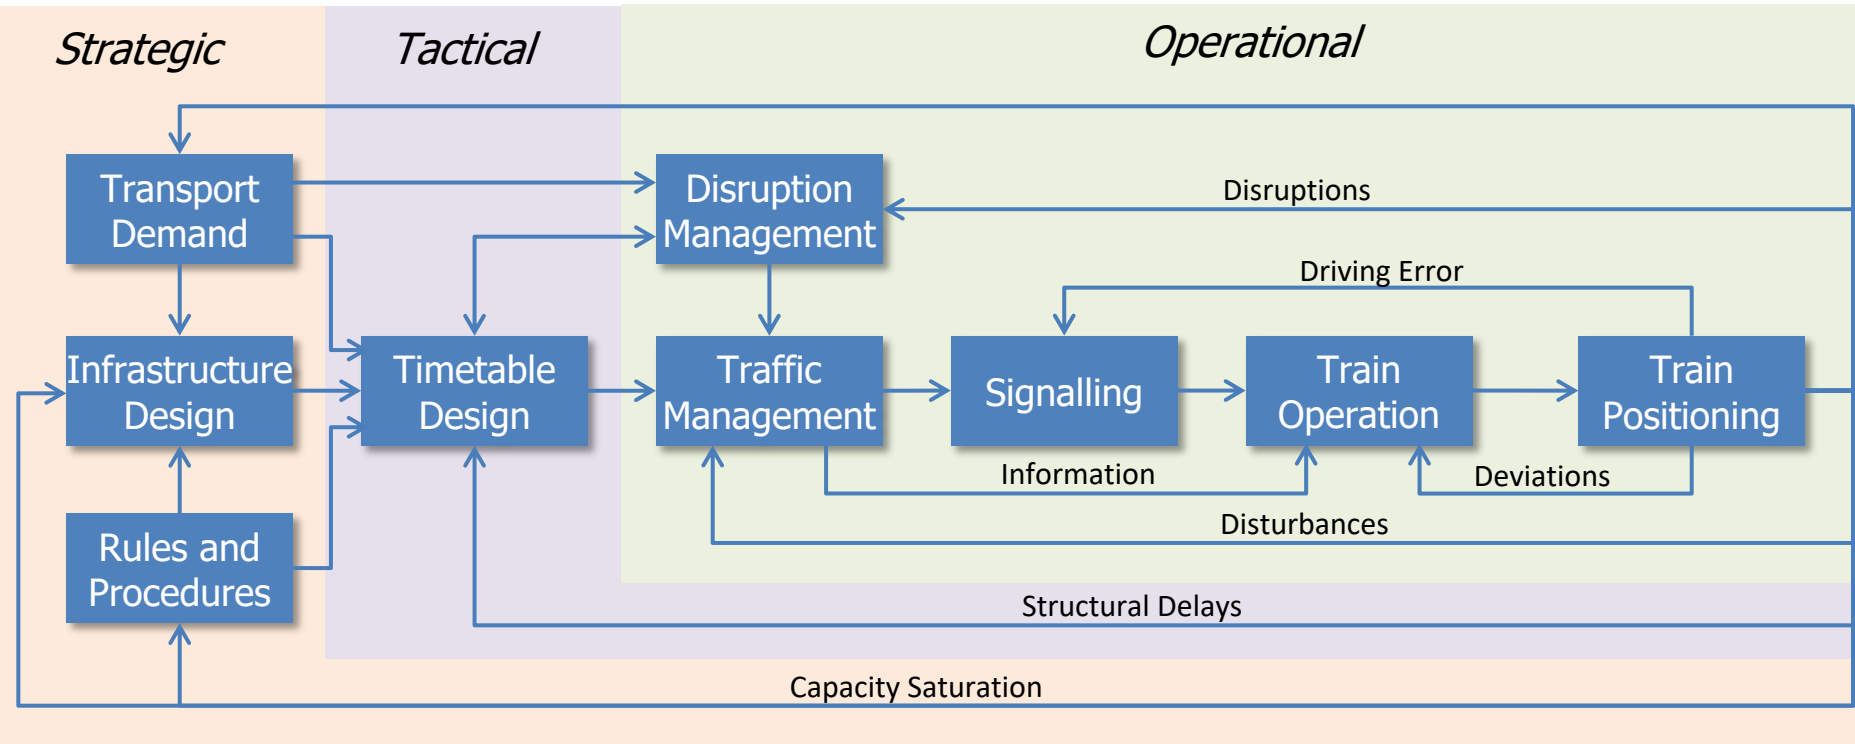 Strategic
Tactical
Operational
Transport
Demand
Disruption
Management
Disruptions
Driving Error
Infrastructure
Design
Timetable
Design
Traffic
Management
Signalling
Train
Operation
Train
Positioning
Information
Deviations
Disturbances
Rules and
Procedures
Structural Delays
Capacity Saturation